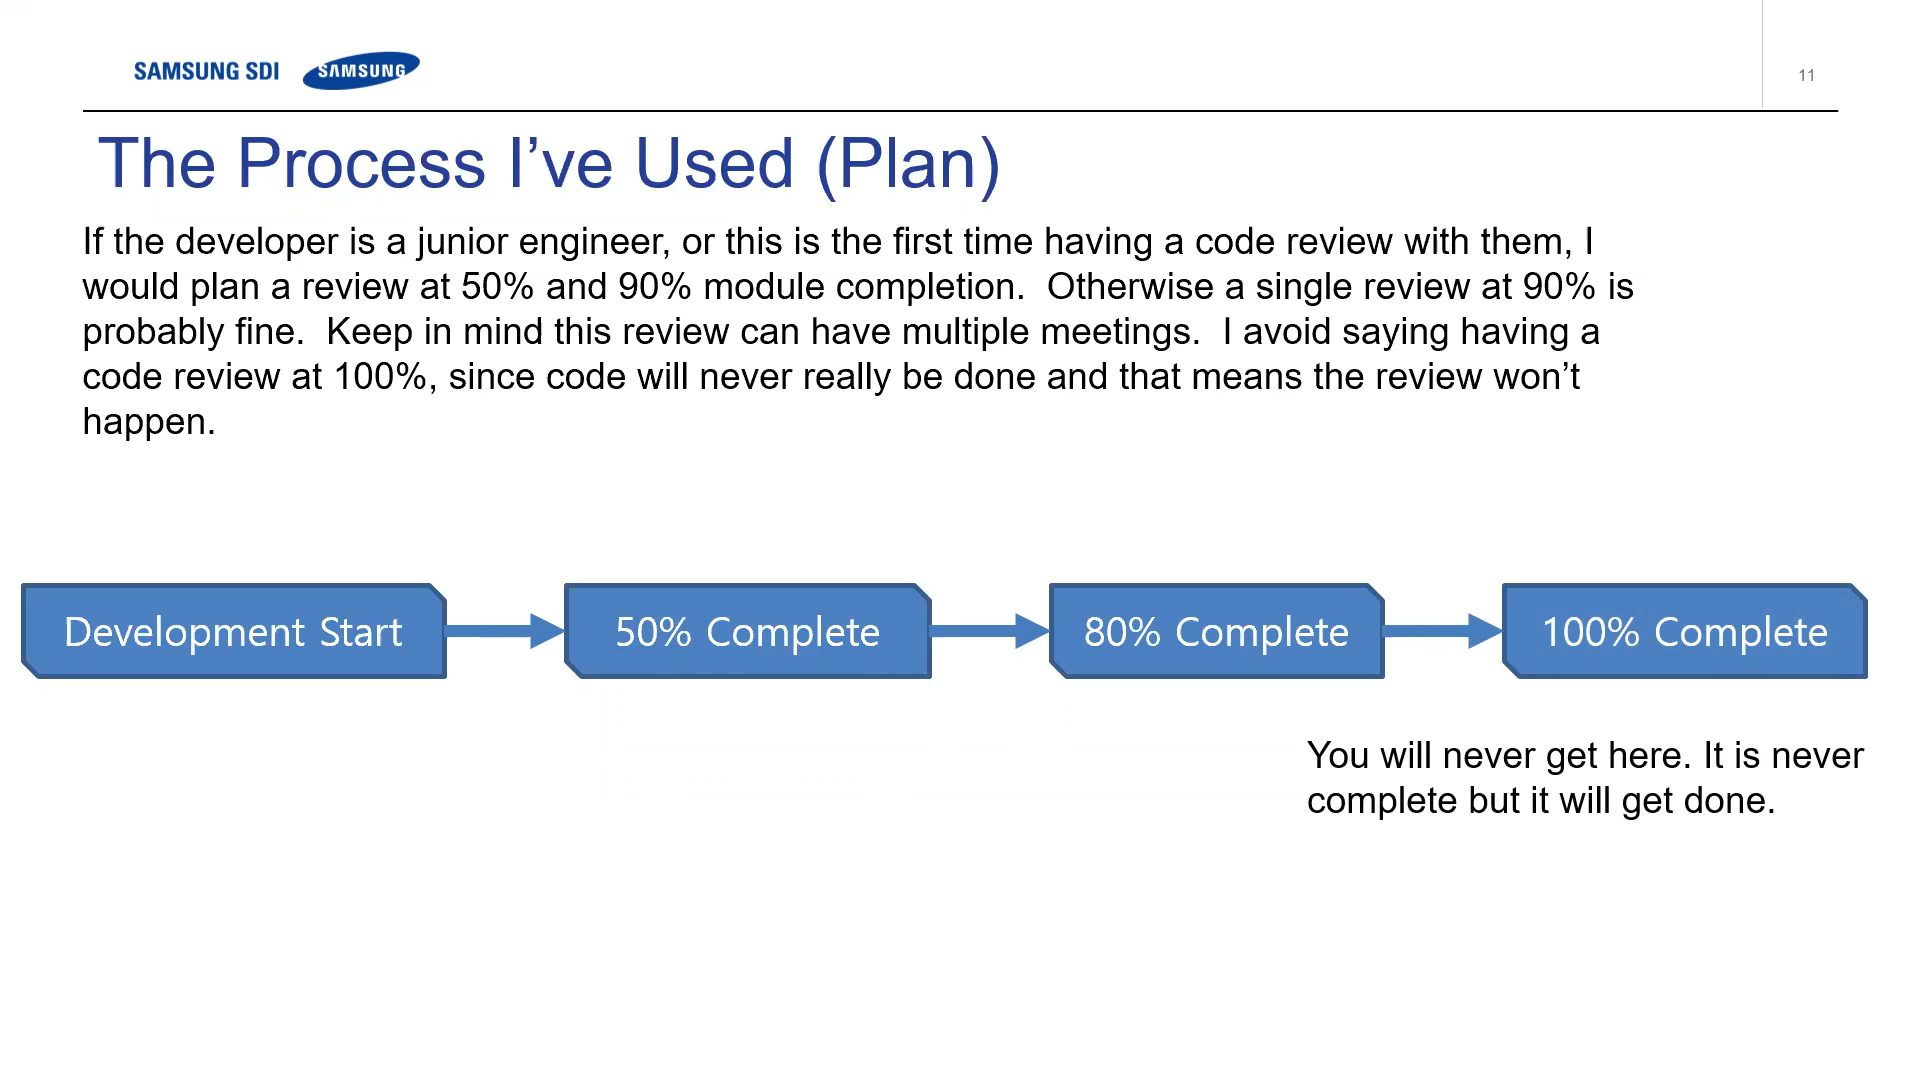 SAMSUNG SDI SAMSUNG
11
The Process I’ve Used (Plan)
If the developer is a junior engineer, or this is the first time having a code review with them, I
would plan a review at 50% and 90% module completion.  Otherwise a single review at 90% is
probably fine.  Keep in mind this review can have multiple meetings.  I avoid saying having a
code review at 100%, since code will never really be done and that means the review won’t
happen.
Development Start
50% Complete
80% Complete
100% Complete
You will never get here. It is never
complete but it will get done.